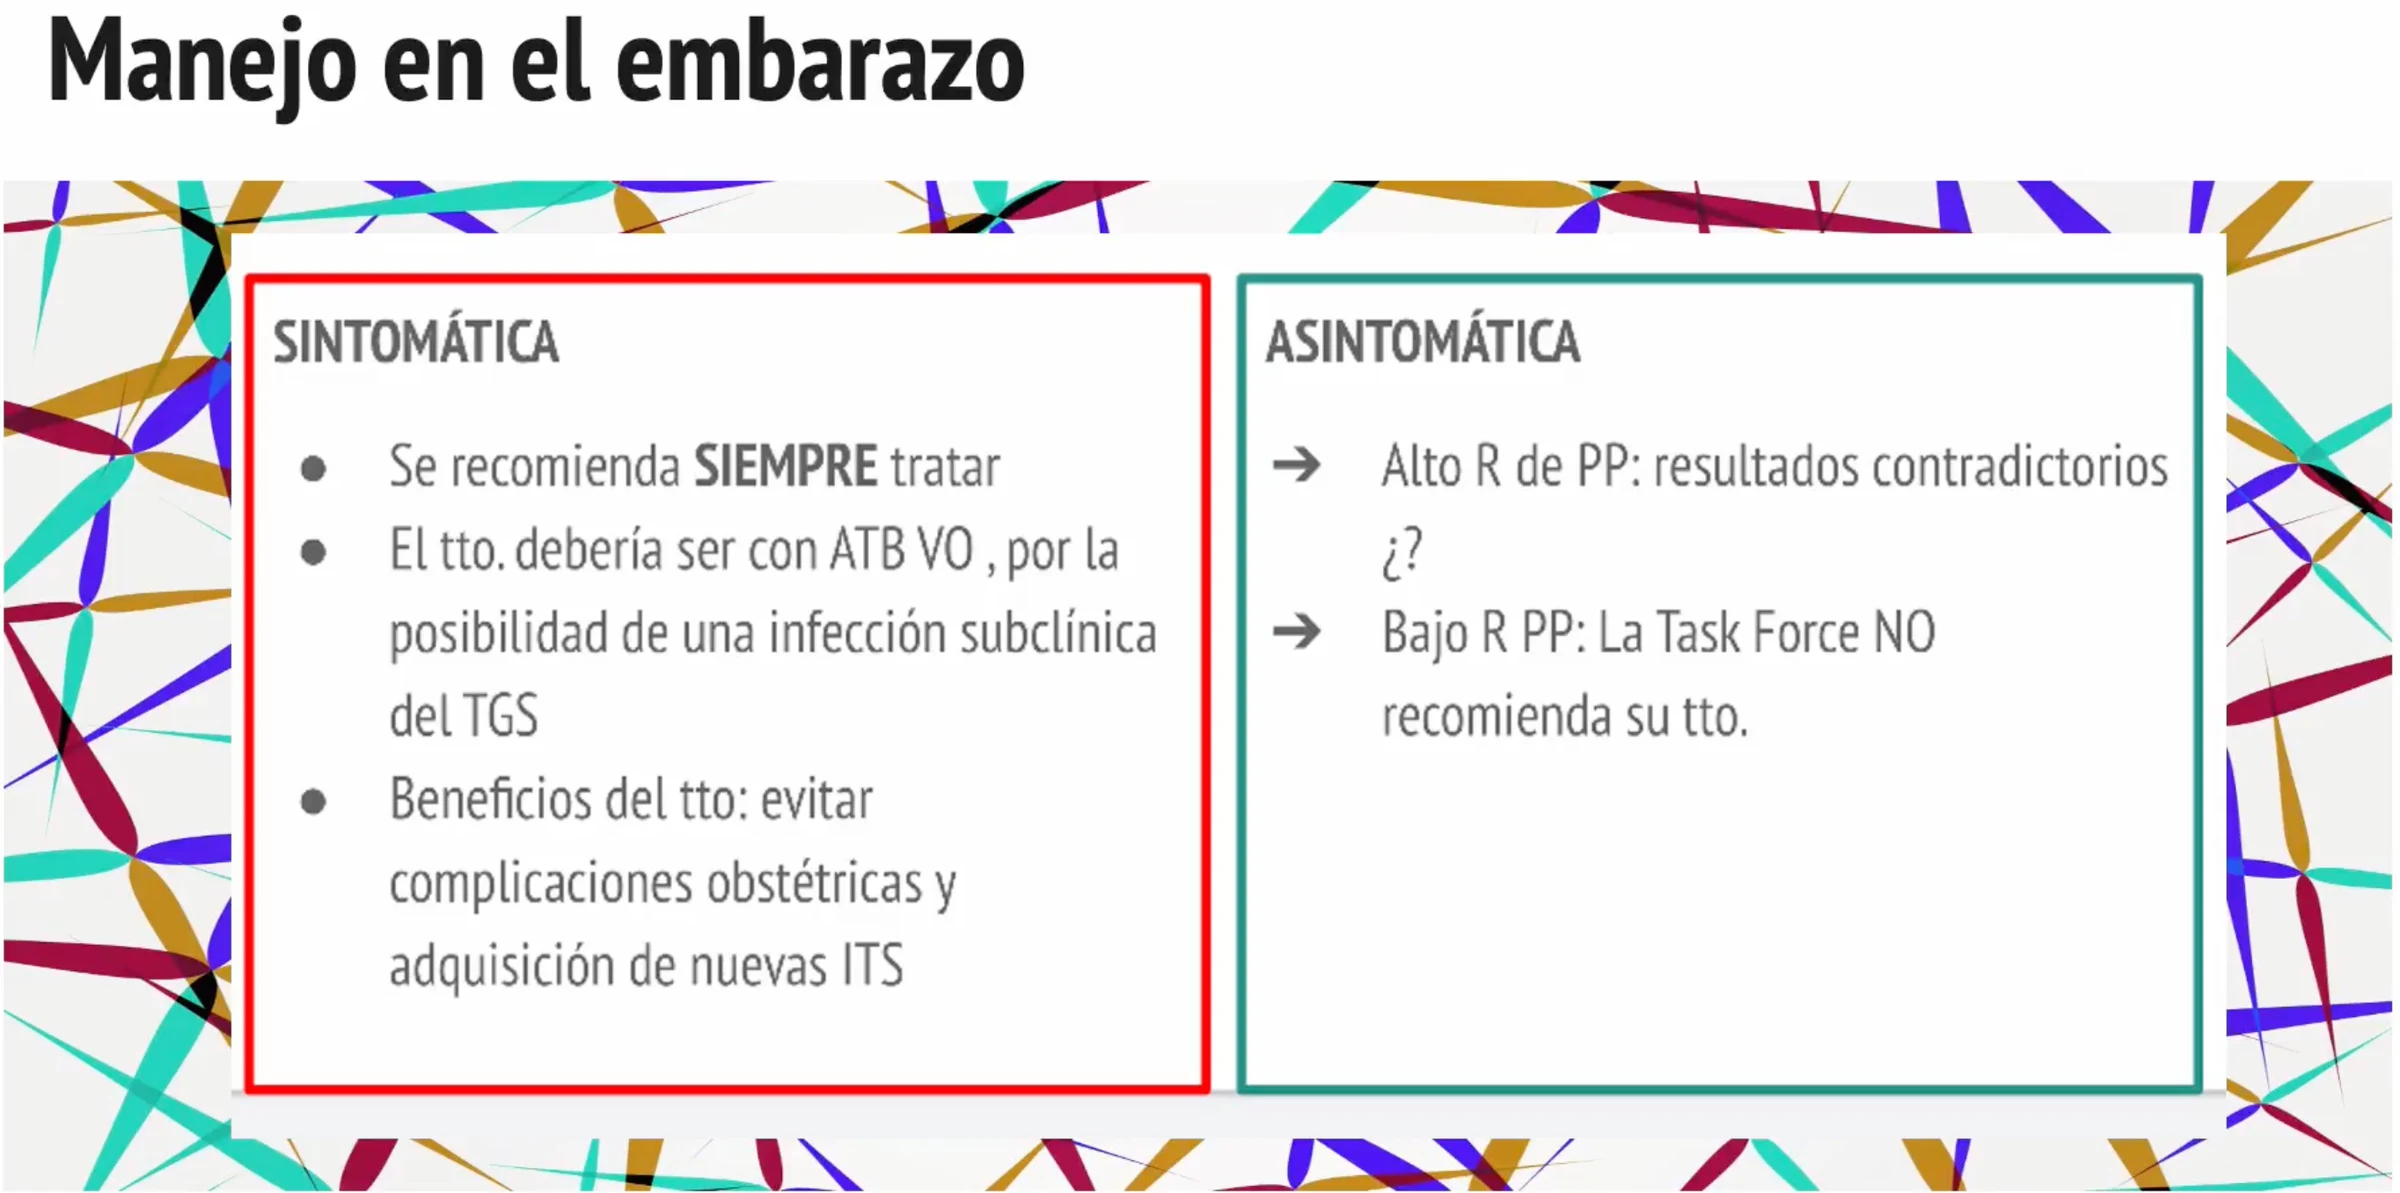 Manejo en el embarazo
SINTOMÁTICA
● Se recomienda SIEMPRE tratar
● El tto. debería ser con ATB VO , por la
posibilidad de una infección subclínica
del TGS
● Beneficios del tto: evitar
complicaciones obstétricas y
adquisición de nuevas ITS
ASINTOMÁTICA
➔ Alto R de PP: resultados contradictorios
¿?
➔ Bajo R PP: La Task Force NO
recomienda su tto.